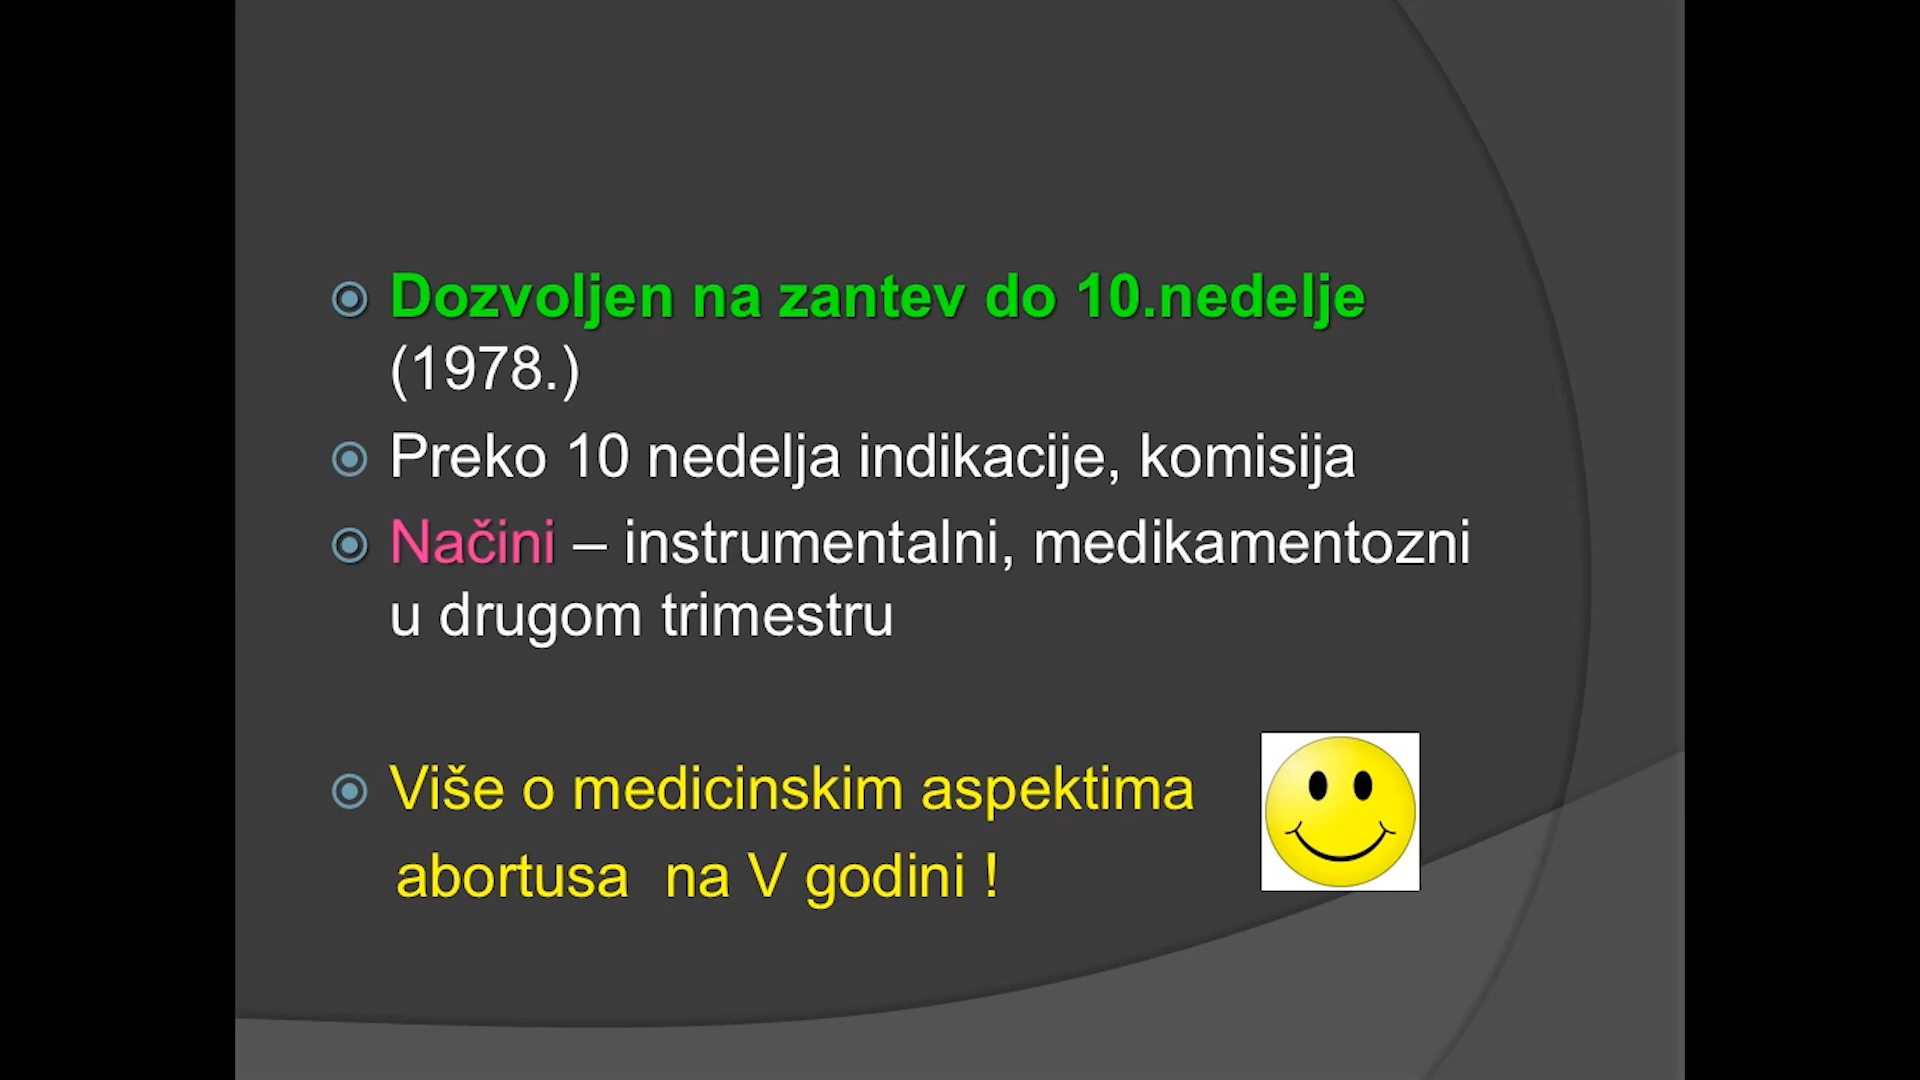 Dozvoljen na zantev do 10.nedelje
(1978.)
Preko 10 nedelja indikacije, komisija
Načini – instrumentalni, medikamentozni
u drugom trimestru
Više o medicinskim aspektima
abortusa na V godini !